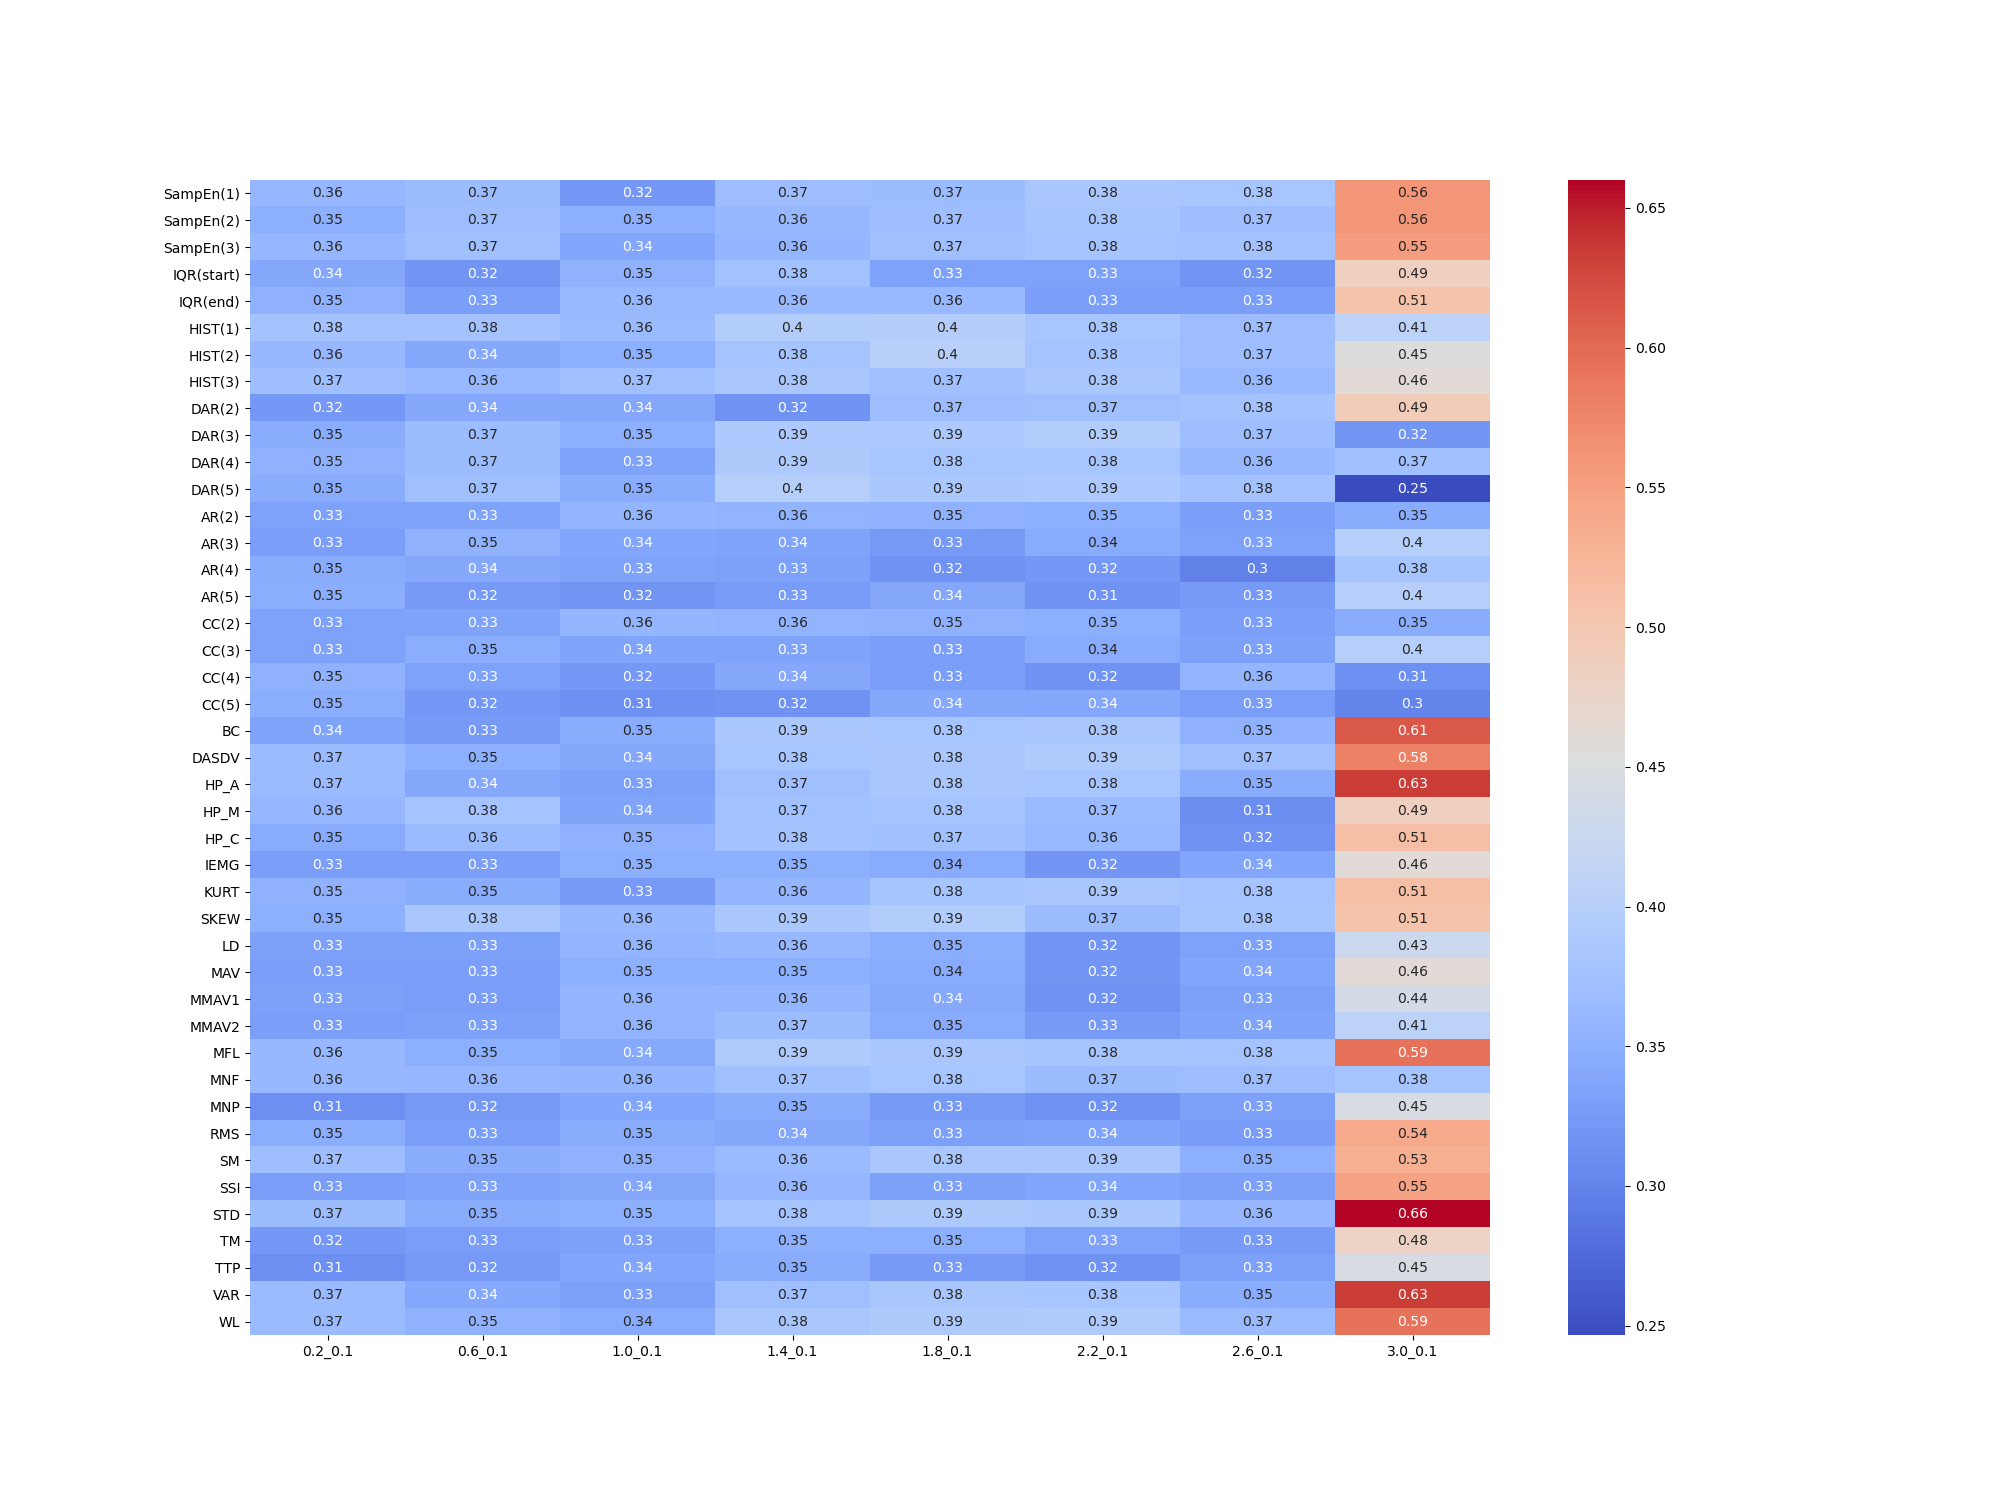 SampEn(1) 0.36 0.37 0.32 0.37 0.37 0.38 0.38 0.56
SampEn(2) 0.35 0.37 0.35 0.36 0.37 0.38 0.37 0.56
SampEn(3) 0.36 0.37 0.34 0.36 0.37 0.38 0.38 0.55
IQR(start) 0.34 0.32 0.35 0.38 0.33 0.33 0.32 0.49
IQR(end) 0.35 0.33 0.36 0.36 0.36 0.33 0.33 0.51
HIST(1) 0.38 0.38 0.36 0.4 0.4 0.38 0.37 0.41
HIST(2) 0.36 0.34 0.35 0.38 0.4 0.38 0.37 0.45
HIST(3) 0.37 0.36 0.37 0.38 0.37 0.38 0.36 0.46
DAR(2) 0.32 0.34 0.34 0.32 0.37 0.37 0.38 0.49
DAR(3) 0.35 0.37 0.35 0.39 0.39 0.39 0.37 0.32
DAR(4) 0.35 0.37 0.33 0.39 0.38 0.38 0.36 0.37
DAR(5) 0.35 0.37 0.35 0.4 0.39 0.39 0.38 0.25
AR(2) 0.33 0.33 0.36 0.36 0.35 0.35 0.33 0.35
AR(3) 0.33 0.35 0.34 0.34 0.33 0.34 0.33 0.4
AR(4) 0.35 0.34 0.33 0.33 0.32 0.32 0.3 0.38
AR(5) 0.35 0.32 0.32 0.33 0.34 0.31 0.33 0.4
CC(2) 0.33 0.33 0.36 0.36 0.35 0.35 0.33 0.35
CC(3) 0.33 0.35 0.34 0.33 0.33 0.34 0.33 0.4
CC(4) 0.35 0.33 0.32 0.34 0.33 0.32 0.36 0.31
CC(5) 0.35 0.32 0.31 0.32 0.34 0.34 0.33 0.3
BC 0.34 0.33 0.35 0.39 0.38 0.38 0.35 0.61
DASDV 0.37 0.35 0.34 0.38 0.38 0.39 0.37 0.58
HP_A 0.37 0.34 0.33 0.37 0.38 0.38 0.35 0.63
HP_M 0.36 0.38 0.34 0.37 0.38 0.37 0.31 0.49
HP_C 0.35 0.36 0.35 0.38 0.37 0.36 0.32 0.51
IEMG 0.33 0.33 0.35 0.35 0.34 0.32 0.34 0.46
KURT 0.35 0.35 0.33 0.36 0.38 0.39 0.38 0.51
SKEW 0.35 0.38 0.36 0.39 0.39 0.37 0.38 0.51
LD 0.33 0.33 0.36 0.36 0.35 0.32 0.33 0.43
MAV 0.33 0.33 0.35 0.35 0.34 0.32 0.34 0.46
MMAV1 0.33 0.33 0.36 0.36 0.34 0.32 0.33 0.44
MMAV2 0.33 0.33 0.36 0.37 0.35 0.33 0.34 0.41
MFL 0.36 0.35 0.34 0.39 0.39 0.38 0.38 0.59
MNF 0.36 0.36 0.36 0.37 0.38 0.37 0.37 0.38
MNP 0.31 0.32 0.34 0.35 0.33 0.32 0.33 0.45
RMS 0.35 0.33 0.35 0.34 0.33 0.34 0.33 0.54
SM 0.37 0.35 0.35 0.36 0.38 0.39 0.35 0.53
SSI 0.33 0.33 0.34 0.36 0.33 0.34 0.33 0.55
STD 0.37 0.35 0.35 0.38 0.39 0.39 0.36 0.66
TM 0.32 0.33 0.33 0.35 0.35 0.33 0.33 0.48
TTP 0.31 0.32 0.34 0.35 0.33 0.32 0.33 0.45
VAR 0.37 0.34 0.33 0.37 0.38 0.38 0.35 0.63
WL 0.37 0.35 0.34 0.38 0.39 0.39 0.37 0.59
0.2_0.1 0.6_0.1 1.0_0.1 1.4_0.1 1.8_0.1 2.2_0.1 2.6_0.1 3.0_0.1
0.65
0.60
0.55
0.50
0.45
0.40
0.35
0.30
0.25